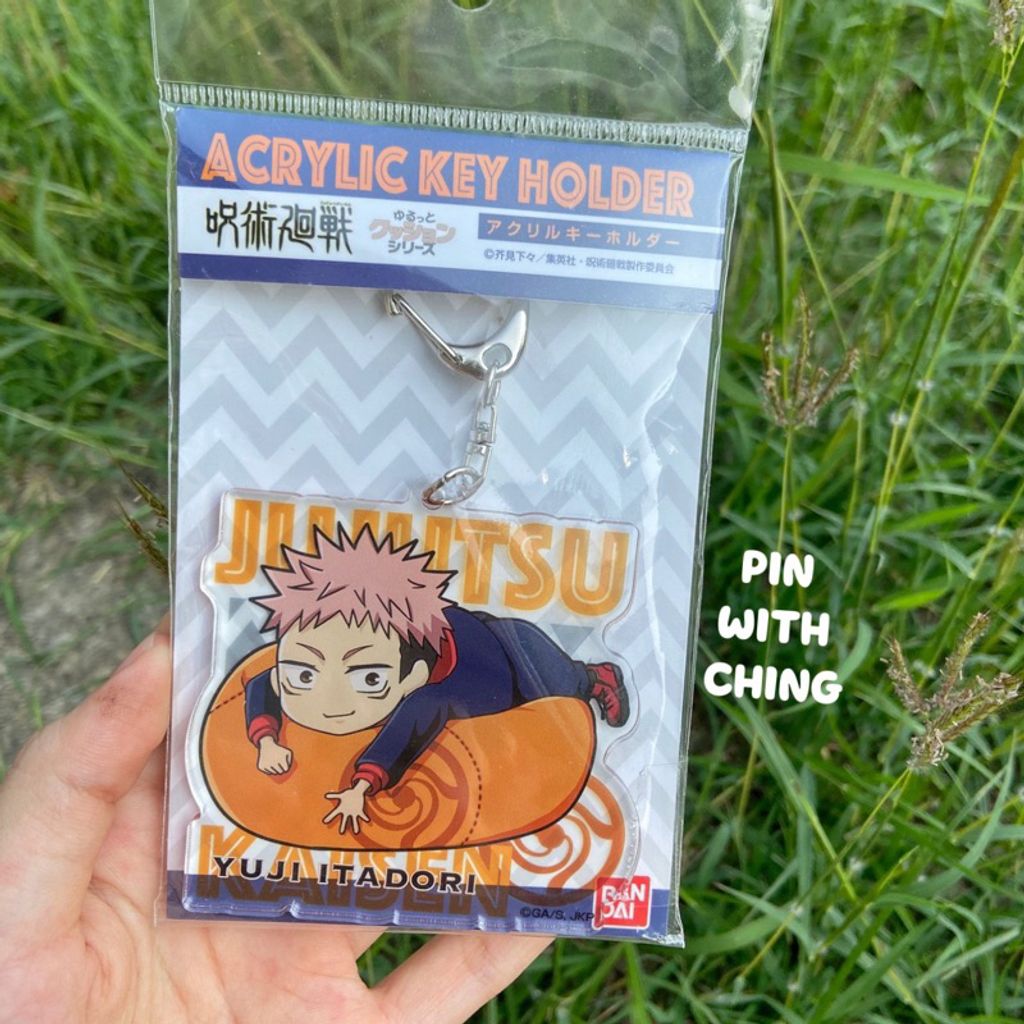 ACRYLIC KEY HOLDER
呪術廻戦
ゆるっと
クッション
シリーズ
アクリルキーホルダー
©芥見下々／集英社・呪術廻戦製作委員会
JUJUTSU
KAISEN
YUJI ITADORI
©GA/S, JKP
BAN
DAI
PIN
WITH
CHING